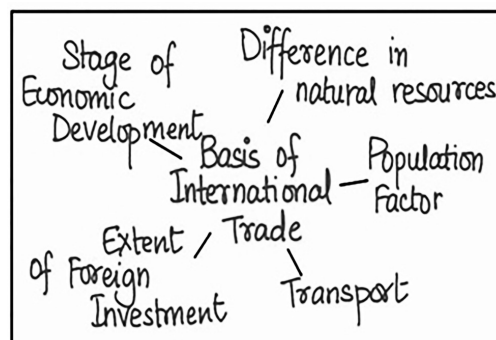 Stage of
Economic
Development
Difference in
natural resources
Basis of
International
Trade
Population
Factor
Extent
of Foreign
Investment
Transport